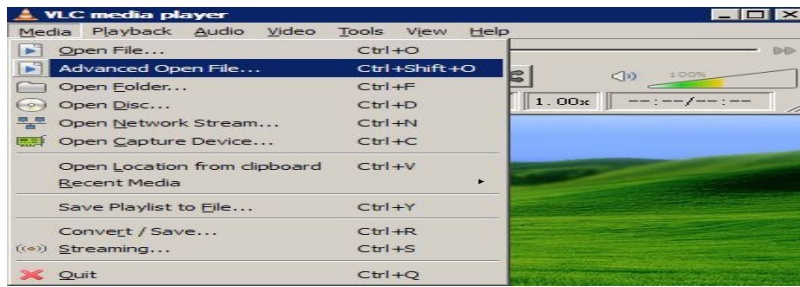 VLC media player
Media Playback Audio Video Tools View Help
Open File... Ctrl+O
Advanced Open File... Ctrl+Shift+O
Open Folder... Ctrl+F
Open Disc... Ctrl+D
Open Network Stream... Ctrl+N
Open Capture Device... Ctrl+C
Open Location from clipboard Ctrl+V
Recent Media
Save Playlist to File... Ctrl+Y
Convert / Save... Ctrl+R
Streaming... Ctrl+S
Quit Ctrl+Q
100%
1.00x --:--/--:--